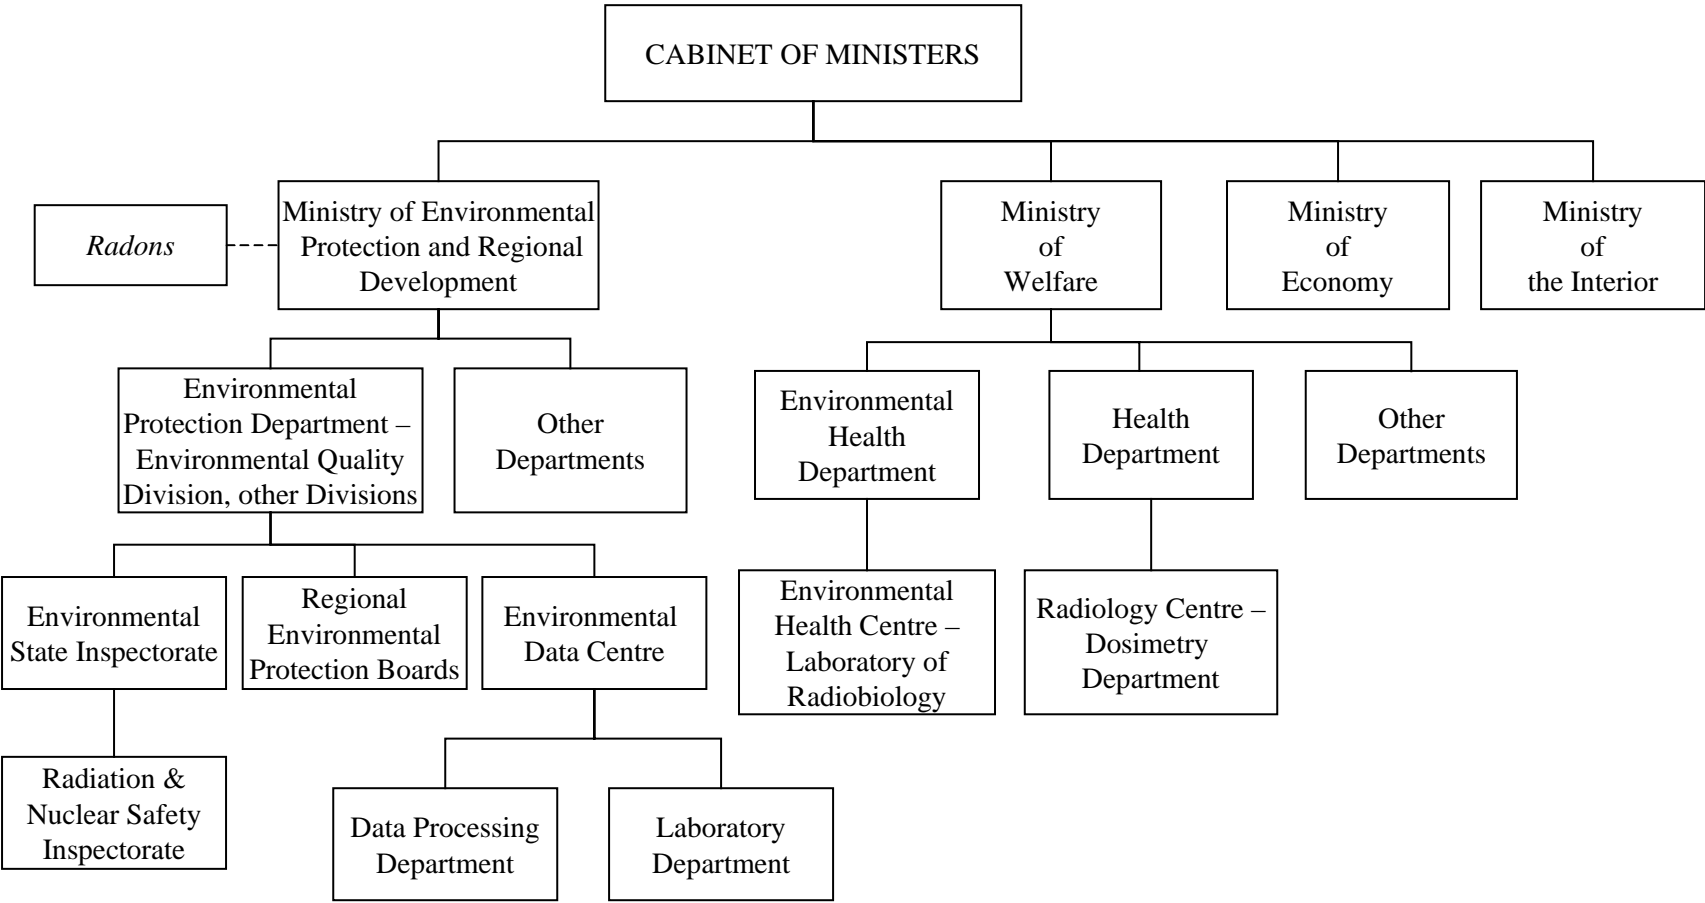 CABINET OF MINISTERS
Radons
Ministry of Environmental
Protection and Regional
Development
Ministry
of
Welfare
Ministry
of
Economy
Ministry
of
the Interior
Environmental
Protection Department –
Environmental Quality
Division, other Divisions
Other
Departments
Environmental
Health
Department
Health
Department
Other
Departments
Environmental
State Inspectorate
Regional
Environmental
Protection Boards
Environmental
Data Centre
Environmental
Health Centre –
Laboratory of
Radiobiology
Radiology Centre –
Dosimetry
Department
Radiation &
Nuclear Safety
Inspectorate
Data Processing
Department
Laboratory
Department